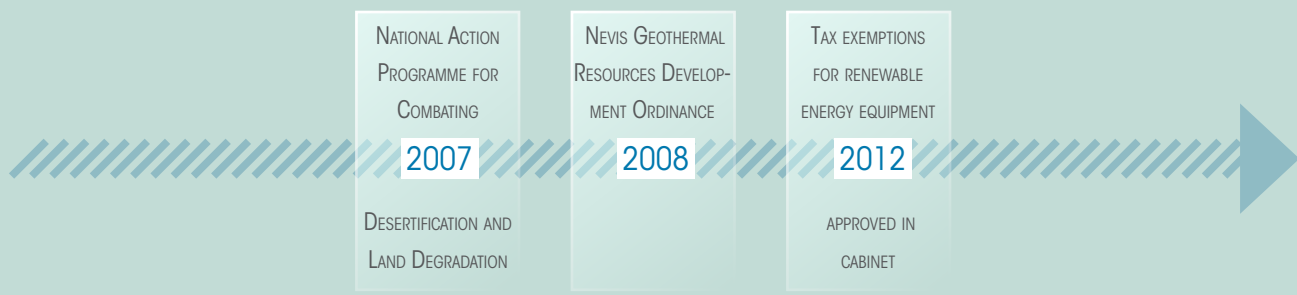 National Action
Programme for
Combating
2007
Desertification and
Land Degradation
Nevis Geothermal
Resources Develop-
ment Ordinance
2008
Tax exemptions
for renewable
energy equipment
2012
approved in
cabinet